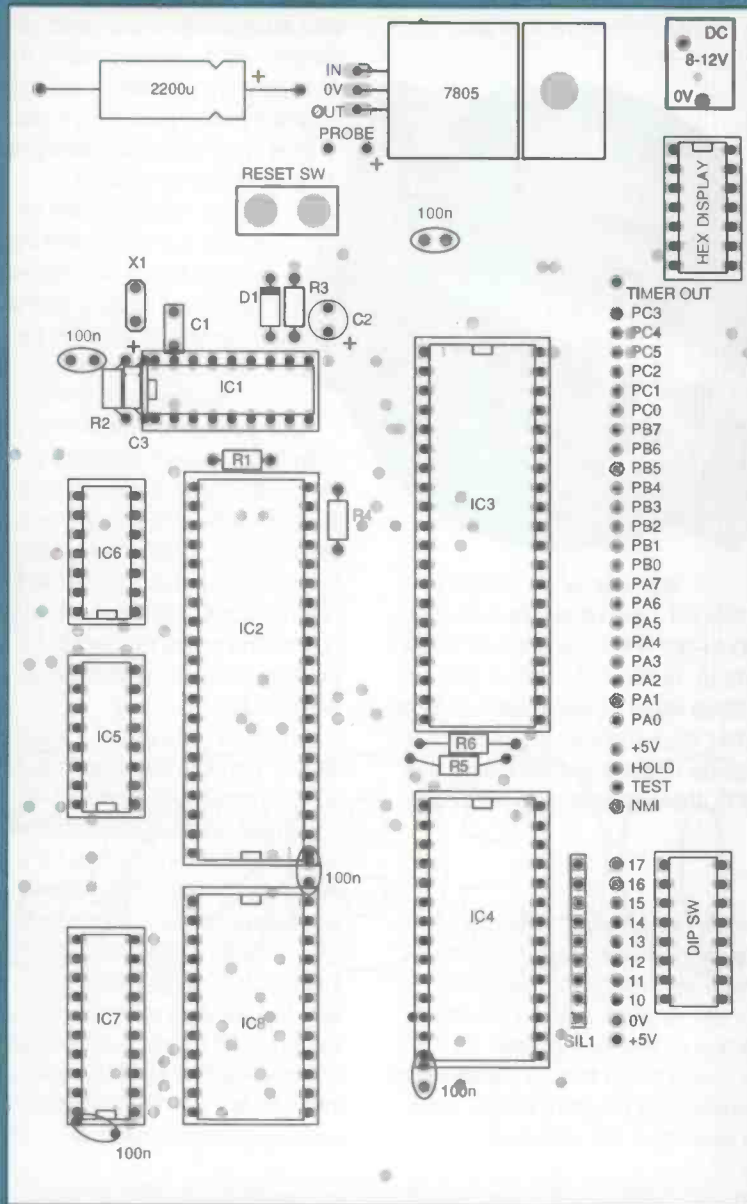 2200u
+
IN
0V
OUT
7805
DC
8-12V
0V
PROBE
+
RESET SW
100n
HEX DISPLAY
X1
D1
R3
C1
C2
+
100n
+
IC1
R2
C3
TIMER OUT
PC3
PC4
PC5
PC2
PC1
PC0
PB7
PB6
PB5
PB4
PB3
PB2
PB1
PB0
PA7
PA6
PA5
PA4
PA3
PA2
PA1
PA0
+5V
HOLD
TEST
NMI
R1
R4
IC3
IC6
IC2
IC5
R6
R5
100n
IC4
17
16
15
14
13
12
11
10
0V
+5V
DIP SW
SIL1
IC7
IC8
100n
100n